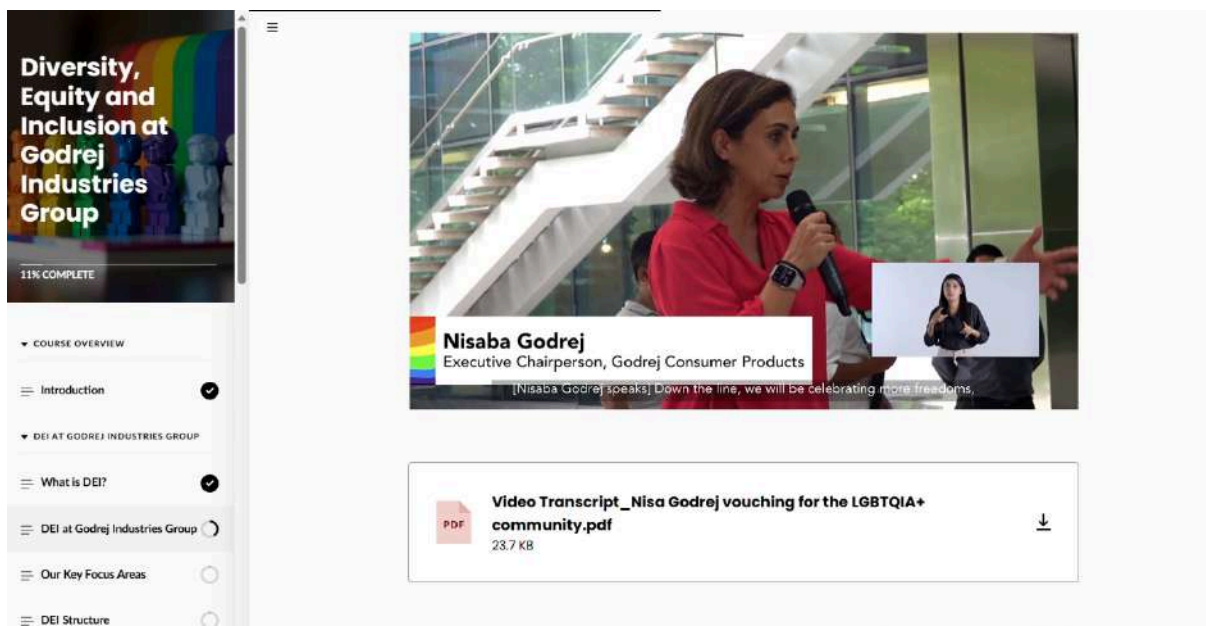 Diversity,
Equity and
Inclusion at
Godrej
Industries
Group
11% COMPLETE
COURSE OVERVIEW
Introduction
DEI AT GODREJ INDUSTRIES GROUP
What is DEI?
DEI at Godrej Industries Group
Our Key Focus Areas
DEI Structure
Nisaba Godrej
Executive Chairperson, Godrej Consumer Products
[Nisaba Godrej speaks] Down the line, we will be celebrating more freedoms,
PDF
Video Transcript_Nisa Godrej vouching for the LGBTQIA+
community.pdf
23.7 KB